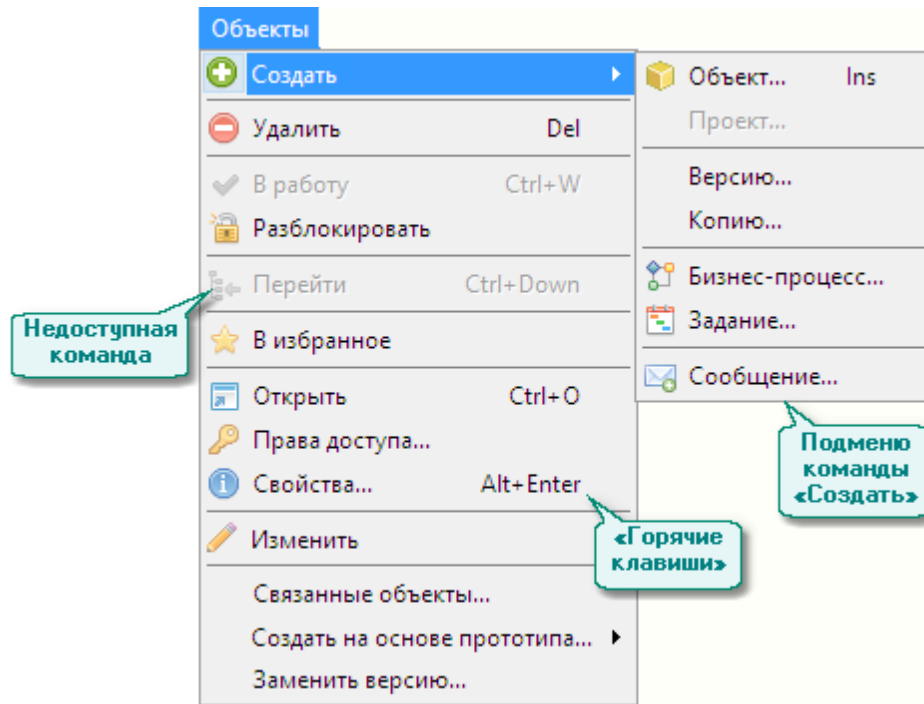 Объекты
Создать
Удалить Del
В работу Ctrl+W
Разблокировать
Перейти Ctrl+Down
В избранное
Открыть Ctrl+O
Права доступа...
Свойства... Alt+Enter
Изменить
Связанные объекты...
Создать на основе прототипа...
Заменить версию...
Объект... Ins
Проект...
Версию...
Копию...
Бизнес-процесс...
Задание...
Сообщение...
Недоступная
команда
Подменю
команды
«Создать»
«Горячие
клавиши»